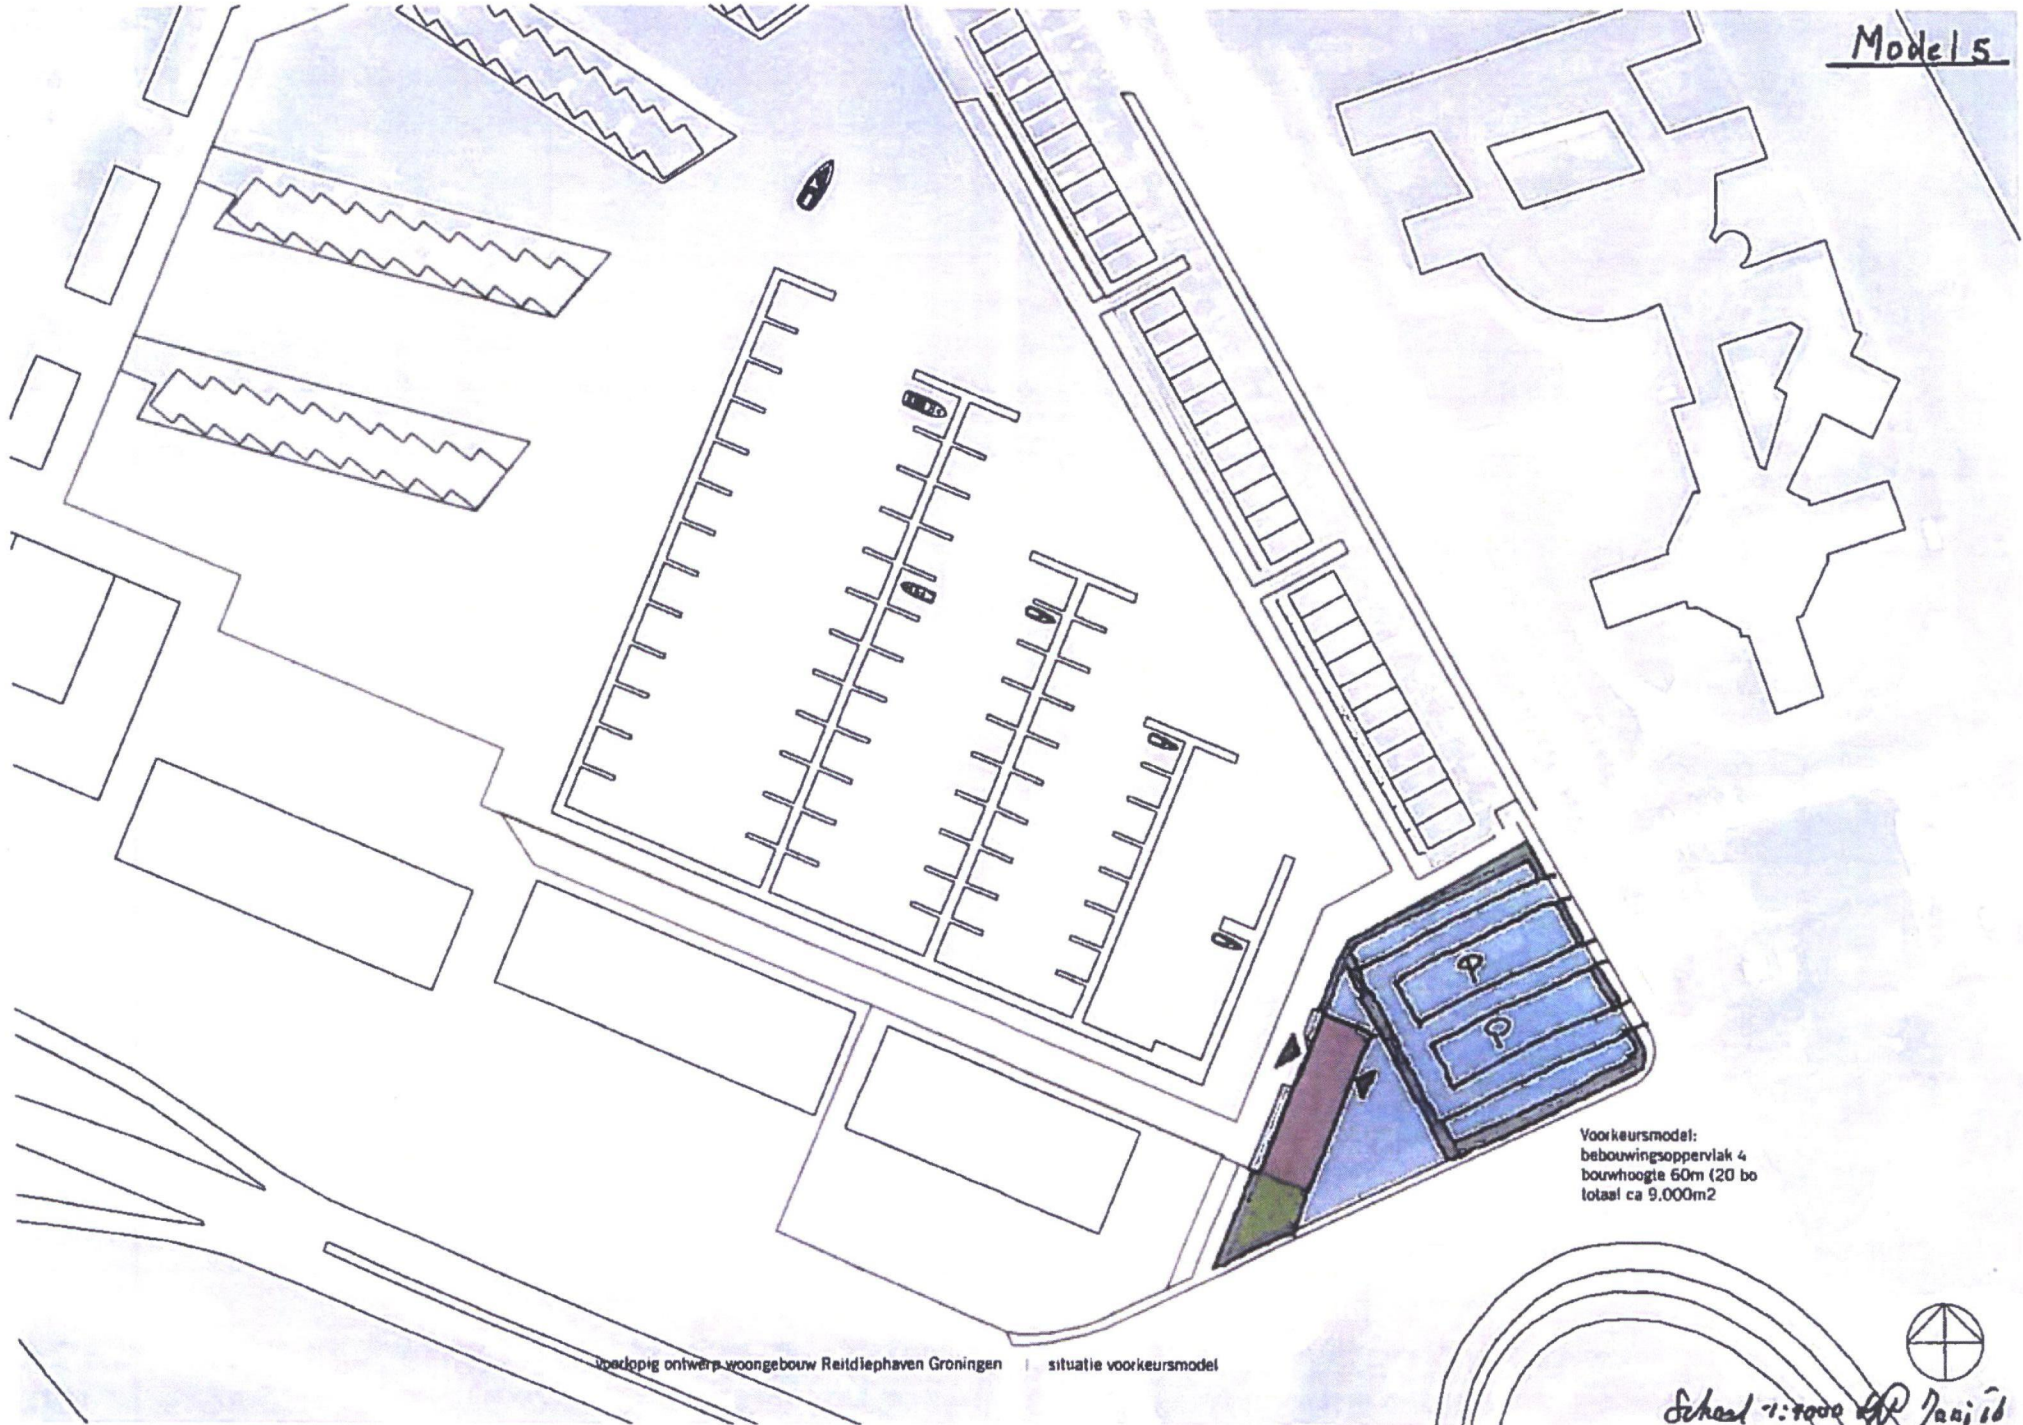 Model 5
Voorkeursmodel:
bebouwingsoppervlak 4
bouwhoogte 60m (20 bo
totaal ca 9.000m2
voorlopig ontwerp woongebouw Reitdiephaven Groningen | situatie voorkeursmodel
Schaal 1:1000